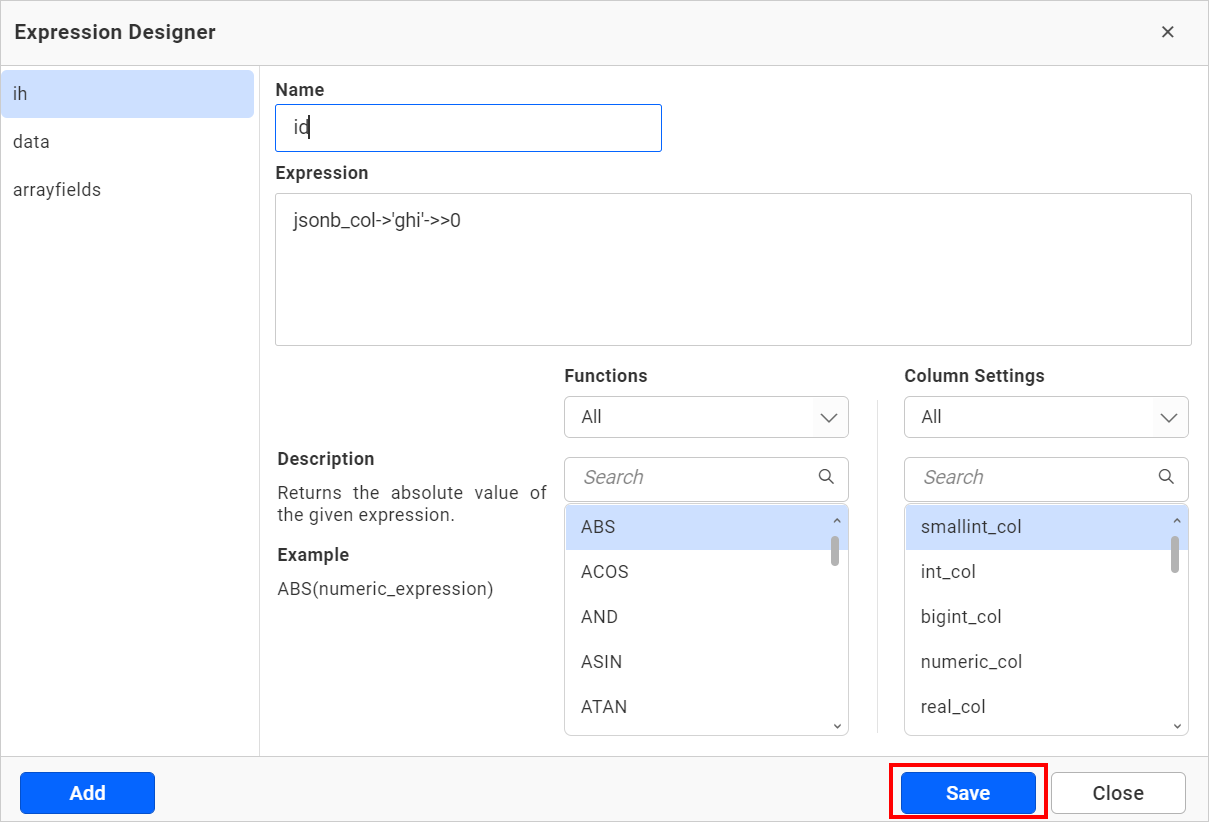 Expression Designer
ih
data
arrayfields
Name
id
Expression
jsonb_col->'ghi'->>0
Functions
All
Search
ABS
ACOS
AND
ASIN
ATAN
Column Settings
All
Search
smallint_col
int_col
bigint_col
numeric_col
real_col
Description
Returns the absolute value of
the given expression.
Example
ABS(numeric_expression)
Add
Save
Close